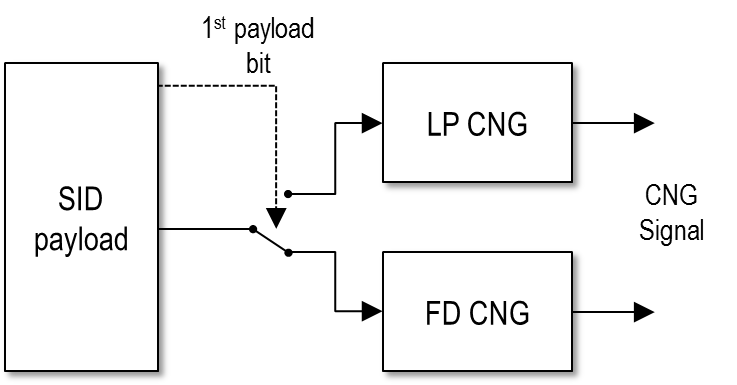 1st payload
bit
SID
payload
LP CNG
CNG
Signal
FD CNG